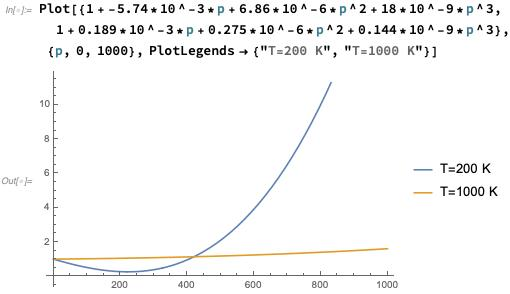 In[◦]:= Plot[{1 + -5.74*10^-3*p + 6.86*10^-6*p^2 + 18*10^-9*p^3,
1 + 0.189*10^-3*p + 0.275*10^-6*p^2 + 0.144*10^-9*p^3},
{p, 0, 1000}, PlotLegends → {"T=200 K", "T=1000 K"}]
10
8
Out[◦]=
6
4
2
200 400 600 800 1000
T=200 K
T=1000 K